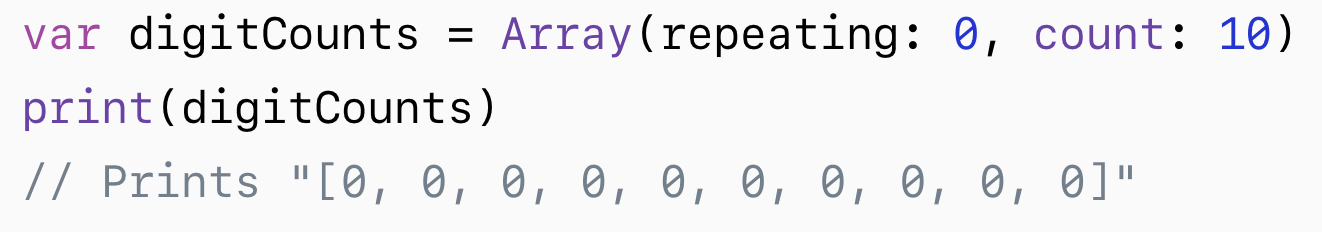 var digitCounts = Array(repeating: 0, count: 10)
print(digitCounts)
// Prints "[0, 0, 0, 0, 0, 0, 0, 0, 0, 0]"